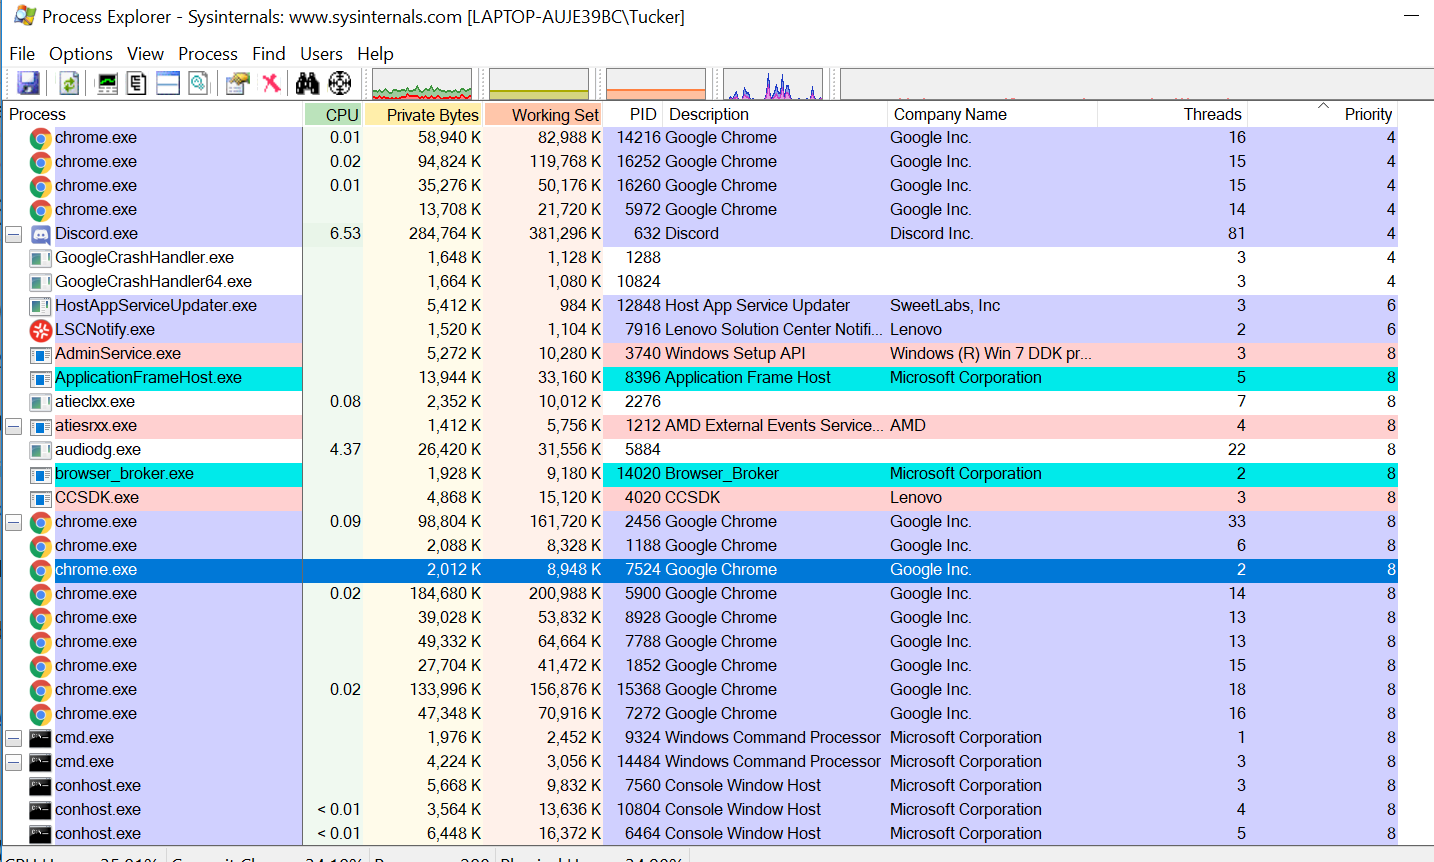 Process Explorer - Sysinternals: www.sysinternals.com [LAPTOP-AUJE39BC\Tucker]
File Options View Process Find Users Help
Process CPU Private Bytes Working Set PID Description Company Name Threads Priority
chrome.exe 0.01 58,940 K 82,988 K 14216 Google Chrome Google Inc. 16 4
chrome.exe 0.02 94,824 K 119,768 K 16252 Google Chrome Google Inc. 15 4
chrome.exe 0.01 35,276 K 50,176 K 16260 Google Chrome Google Inc. 15 4
chrome.exe 13,708 K 21,720 K 5972 Google Chrome Google Inc. 14 4
Discord.exe 6.53 284,764 K 381,296 K 632 Discord Discord Inc. 81 4
GoogleCrashHandler.exe 1,648 K 1,128 K 1288 3 4
GoogleCrashHandler64.exe 1,664 K 1,080 K 10824 3 4
HostAppServiceUpdater.exe 5,412 K 984 K 12848 Host App Service Updater SweetLabs, Inc 3 6
LSCNotify.exe 1,520 K 1,104 K 7916 Lenovo Solution Center Notifi... Lenovo 2 6
AdminService.exe 5,272 K 10,280 K 3740 Windows Setup API Windows (R) Win 7 DDK pr... 3 8
ApplicationFrameHost.exe 13,944 K 33,160 K 8396 Application Frame Host Microsoft Corporation 5 8
atieclxx.exe 0.08 2,352 K 10,012 K 2276 7 8
atiesrxx.exe 1,412 K 5,756 K 1212 AMD External Events Service... AMD 4 8
audiodg.exe 4.37 26,420 K 31,556 K 5884 22 8
browser_broker.exe 1,928 K 9,180 K 14020 Browser_Broker Microsoft Corporation 2 8
CCSDK.exe 4,868 K 15,120 K 4020 CCSDK Lenovo 3 8
chrome.exe 0.09 98,804 K 161,720 K 2456 Google Chrome Google Inc. 33 8
chrome.exe 2,088 K 8,328 K 1188 Google Chrome Google Inc. 6 8
chrome.exe 2,012 K 8,948 K 7524 Google Chrome Google Inc. 2 8
chrome.exe 0.02 184,680 K 200,988 K 5900 Google Chrome Google Inc. 14 8
chrome.exe 39,028 K 53,832 K 8928 Google Chrome Google Inc. 13 8
chrome.exe 49,332 K 64,664 K 7788 Google Chrome Google Inc. 13 8
chrome.exe 27,704 K 41,472 K 1852 Google Chrome Google Inc. 15 8
chrome.exe 0.02 133,996 K 156,876 K 15368 Google Chrome Google Inc. 18 8
chrome.exe 47,348 K 70,916 K 7272 Google Chrome Google Inc. 16 8
cmd.exe 1,976 K 2,452 K 9324 Windows Command Processor Microsoft Corporation 1 8
cmd.exe 4,224 K 3,056 K 14484 Windows Command Processor Microsoft Corporation 3 8
conhost.exe 5,668 K 9,832 K 7560 Console Window Host Microsoft Corporation 3 8
conhost.exe < 0.01 3,564 K 13,636 K 10804 Console Window Host Microsoft Corporation 4 8
conhost.exe < 0.01 6,448 K 16,372 K 6464 Console Window Host Microsoft Corporation 5 8